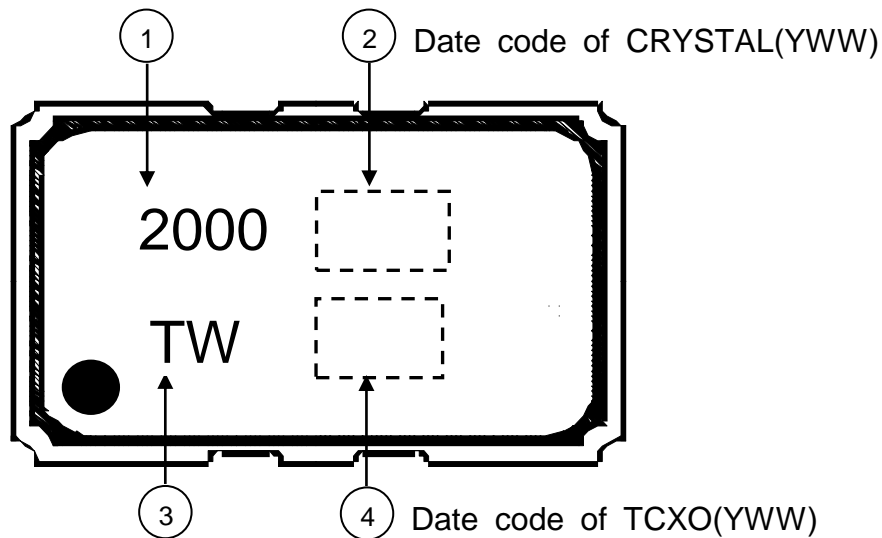 1
2 Date code of CRYSTAL(YWW)
2000
TW
3
4 Date code of TCXO(YWW)